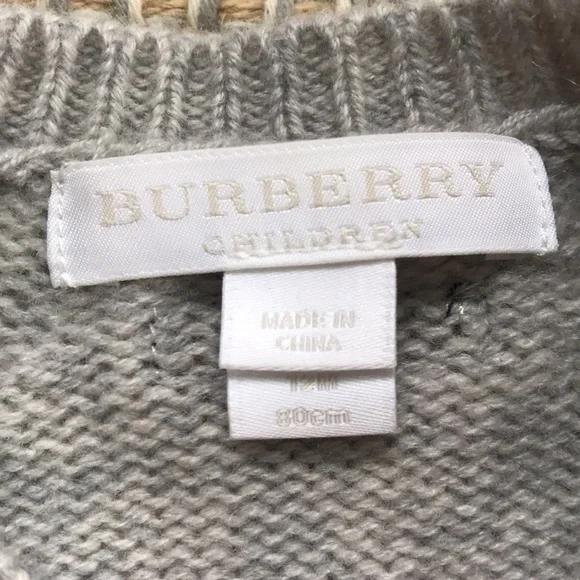 BURBERRY
CHILDREN
MADE IN
CHINA
12M
80cm